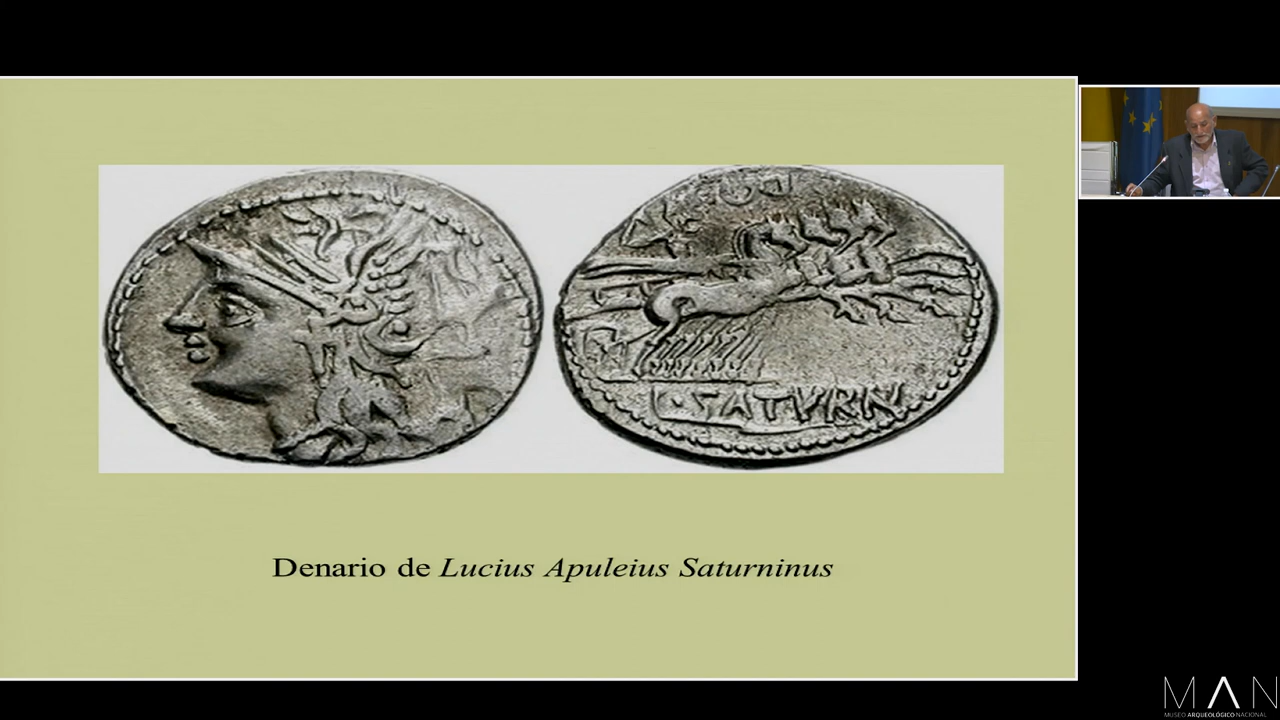 L·SATVRN
Denario de Lucius Apuleius Saturninus
MAN
MUSEO ARQUEOLÓGICO NACIONAL